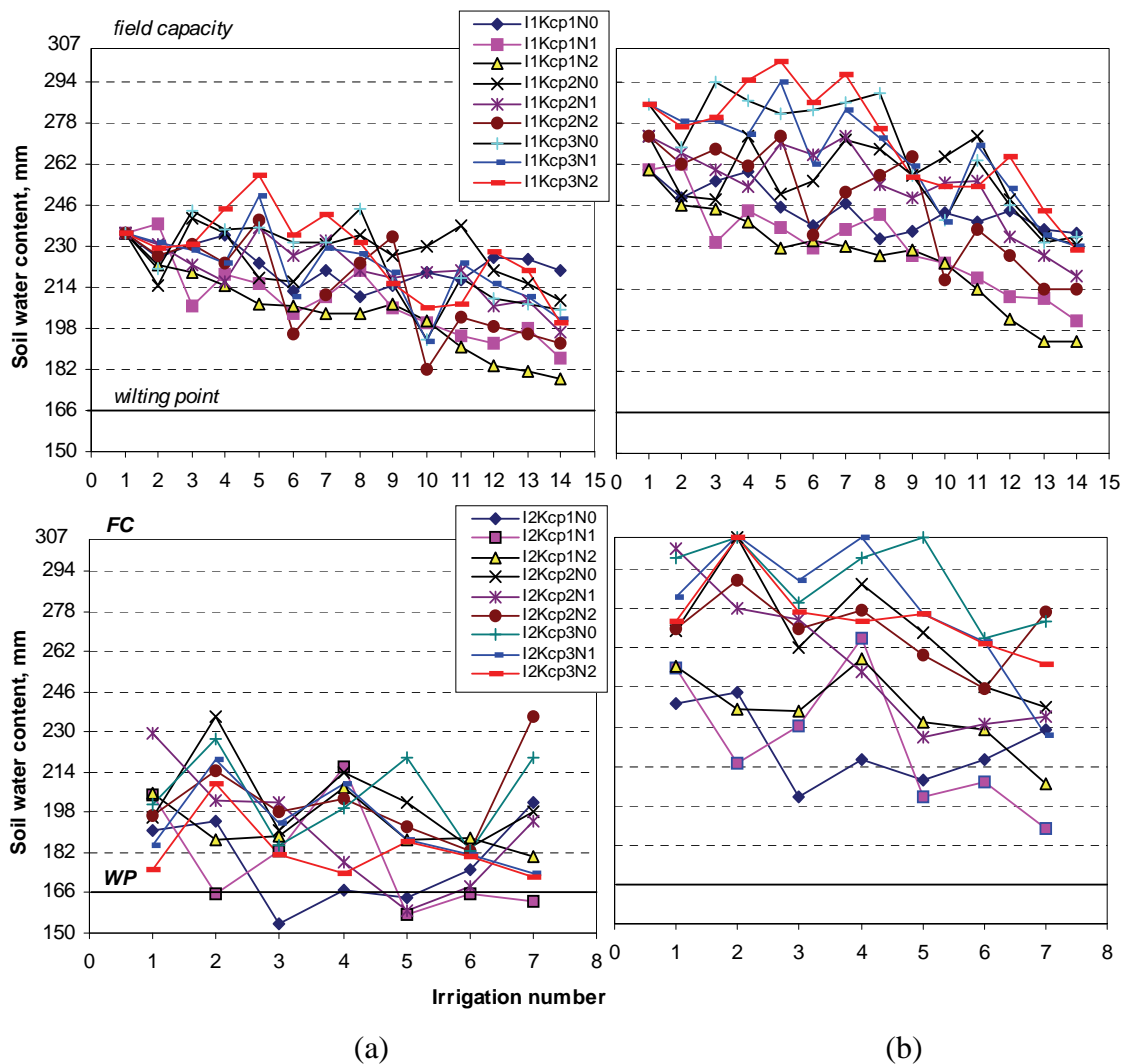 field capacity
Soil water content, mm
307
294
278
262
246
230
214
198
182
166
150
wilting point
I1Kcp1N0
I1Kcp1N1
I1Kcp1N2
I1Kcp2N0
I1Kcp2N1
I1Kcp2N2
I1Kcp3N0
I1Kcp3N1
I1Kcp3N2
0 1 2 3 4 5 6 7 8 9 10 11 12 13 14 15
0 1 2 3 4 5 6 7 8 9 10 11 12 13 14 15
FC
Soil water content, mm
307
294
278
262
246
230
214
198
182
166
150
WP
I2Kcp1N0
I2Kcp1N1
I2Kcp1N2
I2Kcp2N0
I2Kcp2N1
I2Kcp2N2
I2Kcp3N0
I2Kcp3N1
I2Kcp3N2
0 1 2 3 4 5 6 7 8
0 1 2 3 4 5 6 7 8
Irrigation number
(a) (b)